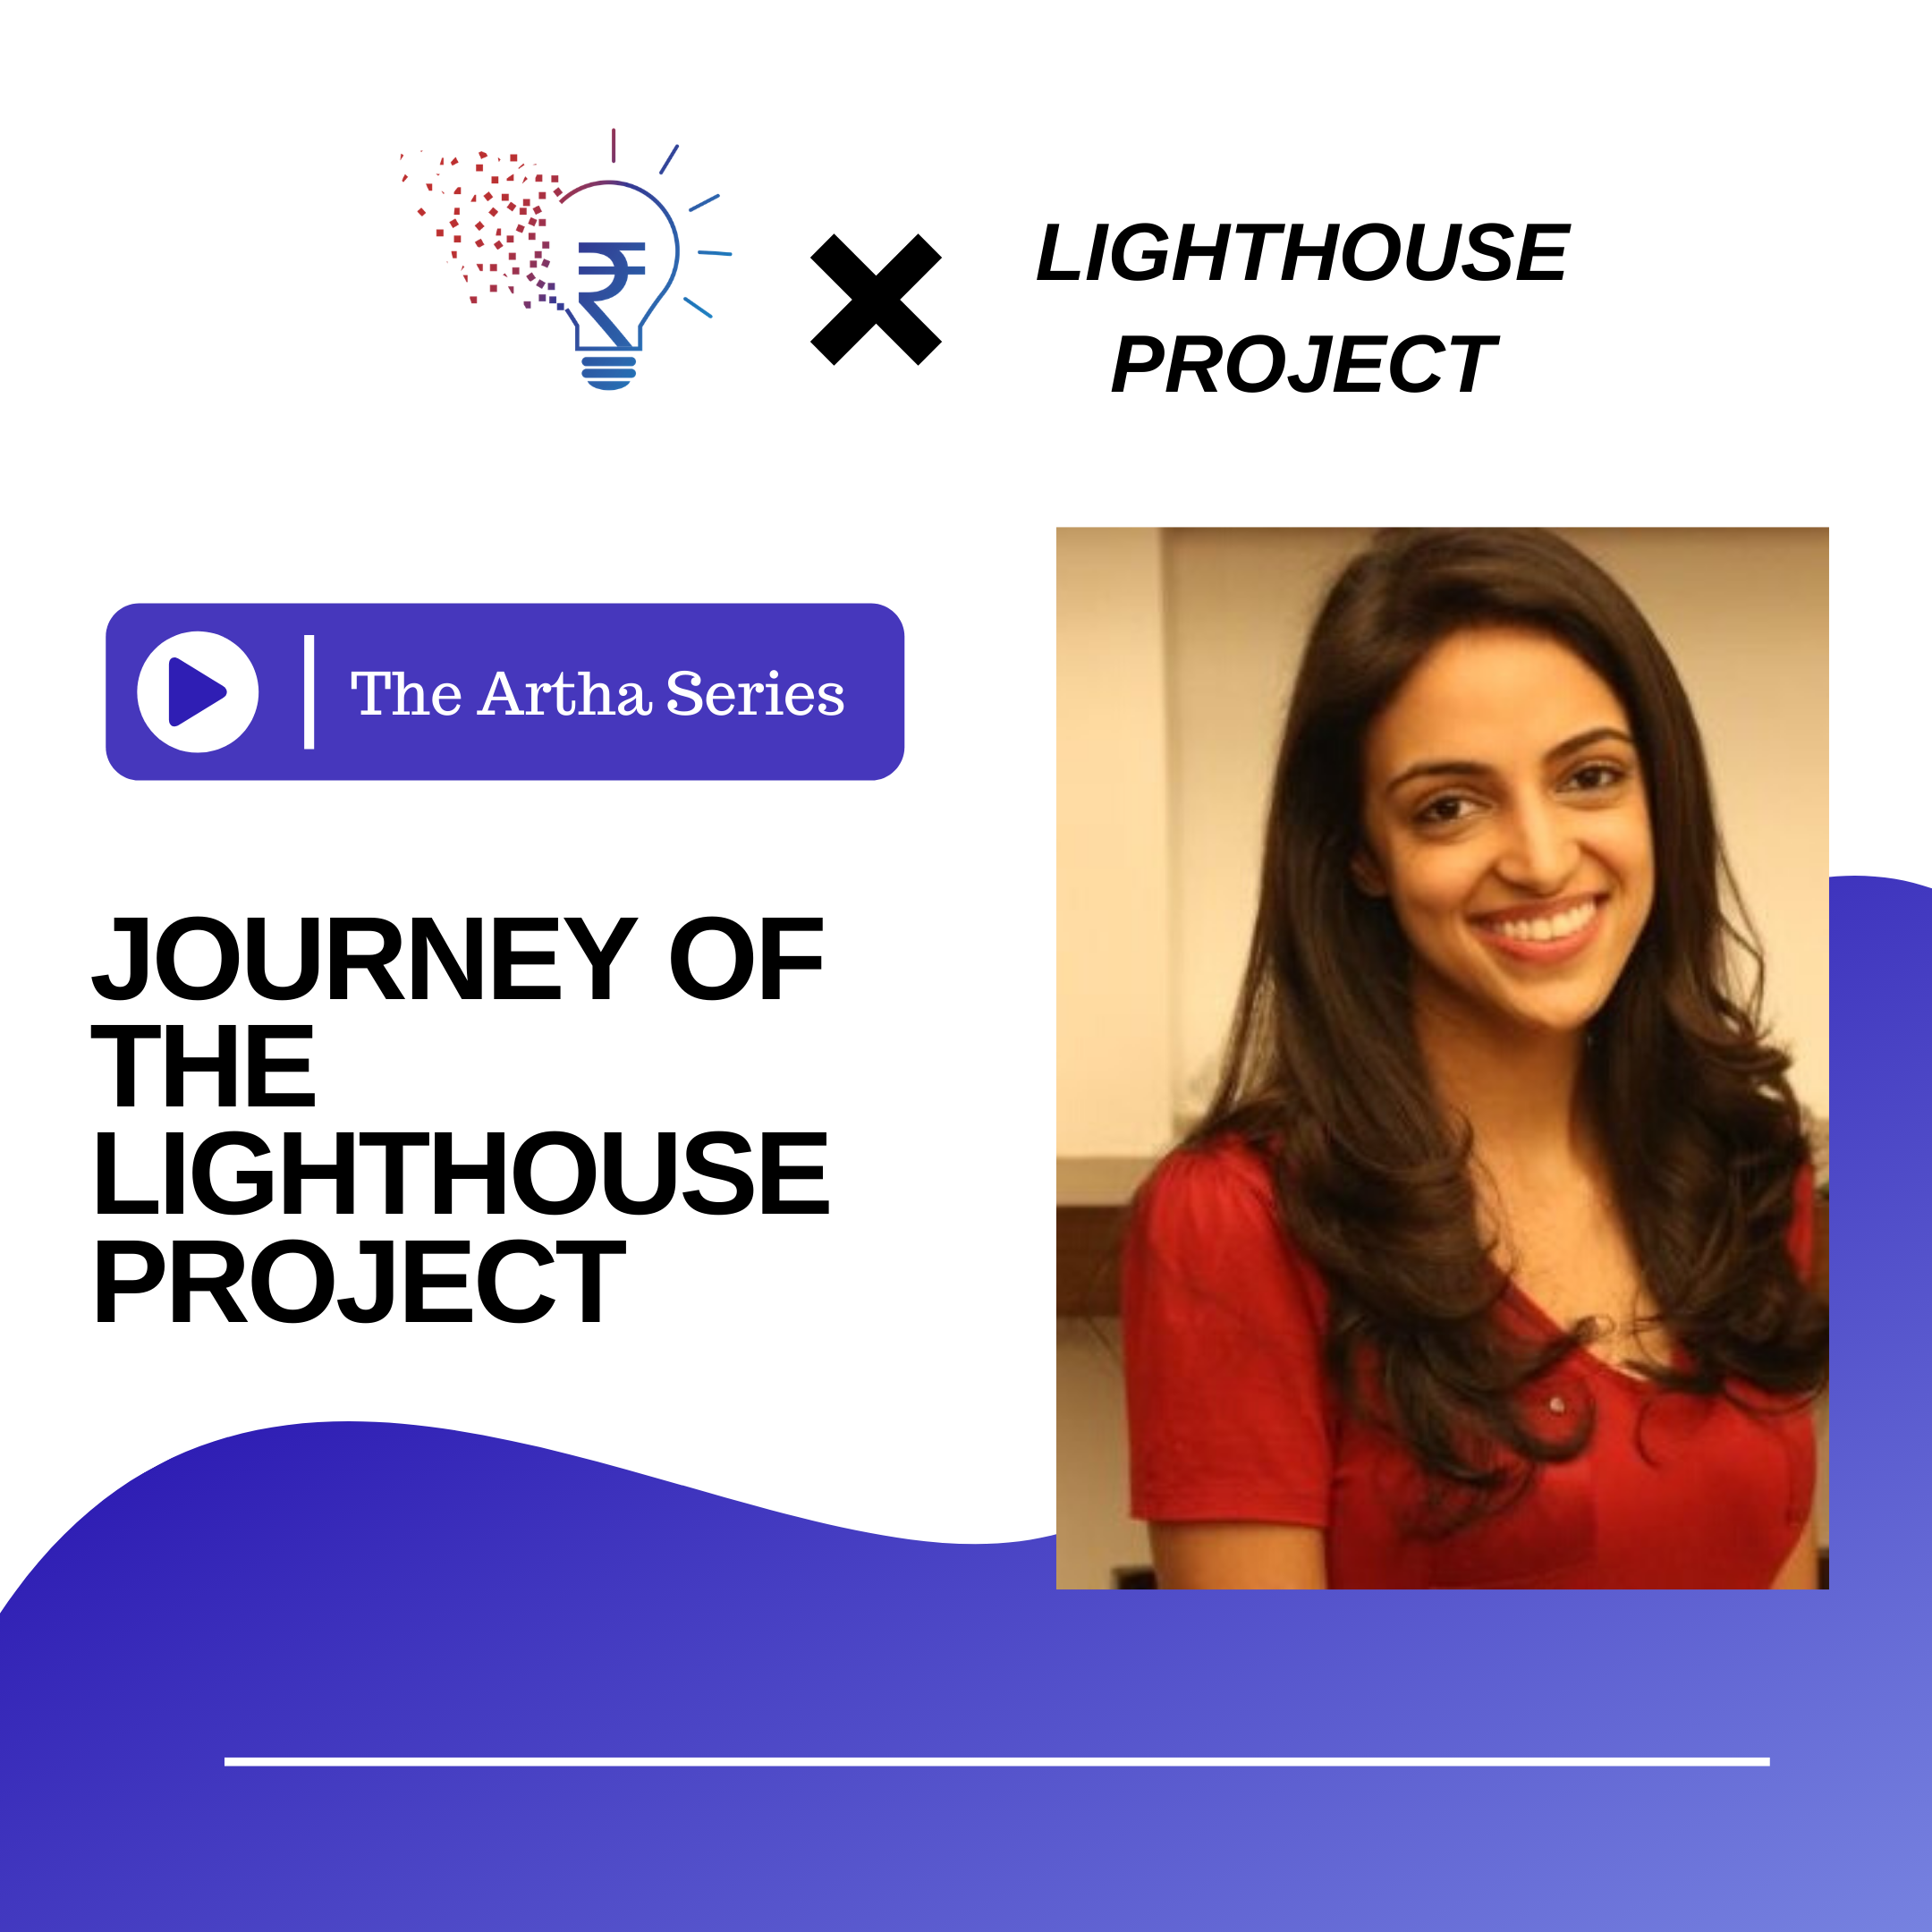 ₹
LIGHTHOUSE
PROJECT
The Artha Series
JOURNEY OF
THE
LIGHTHOUSE
PROJECT